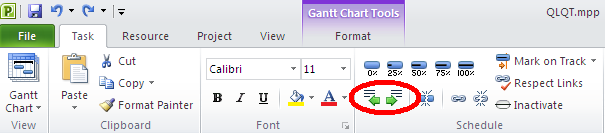 Gantt Chart Tools
QLQT.mpp
File Task Resource Project View Format
Gantt
Chart
View
Paste
Cut
Copy
Format Painter
Clipboard
Calibri 11
B I U A
Font
0% 25% 50% 75% 100%
Mark on Track
Respect Links
Inactivate
Schedule